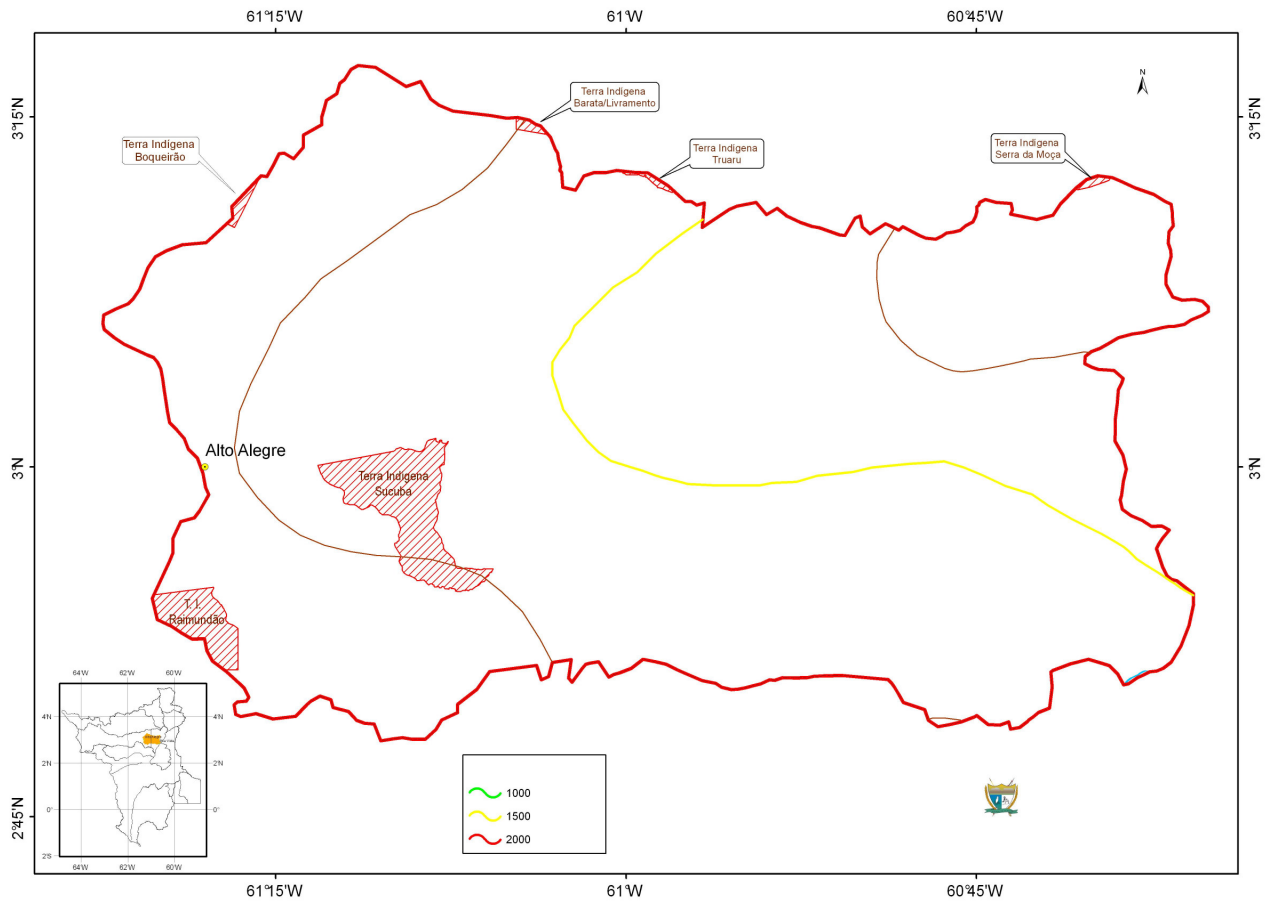 61°15'W
61°W
60°45'W
3°15'N
3°15'N
N
Terra Indígena
Barata/Livramento
Terra Indígena
Boqueirão
Terra Indígena
Truaru
Terra Indígena
Serra da Moça
Alto Alegre
3°N
3°N
Terra Indígena
Sucuba
T. I.
Raimundão
64°W
62°W
60°W
4°N
4°N
2°N
2°N
0°
0°
2°S
64°W
62°W
60°W
1000
1500
2000
2°45'N
2°45'N
61°15'W
61°W
60°45'W